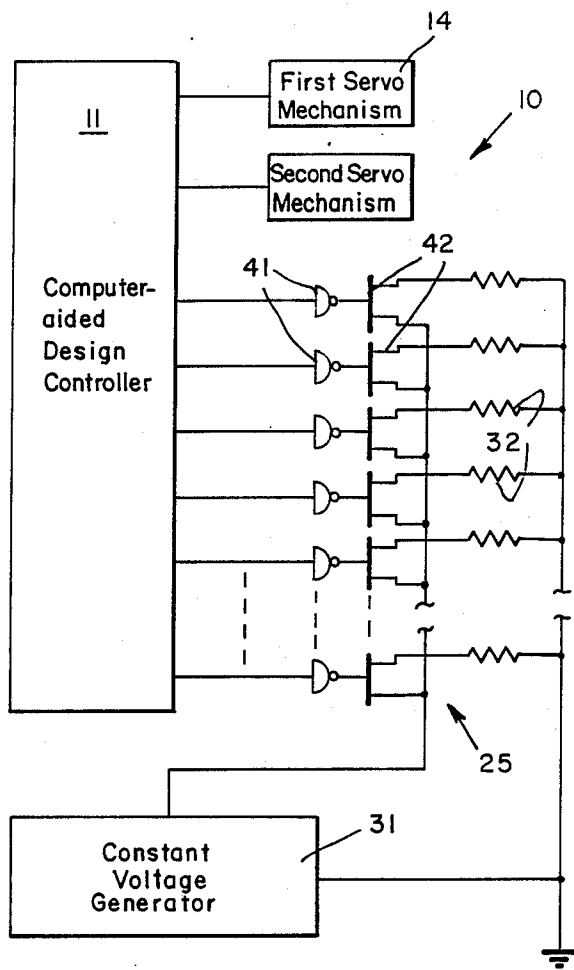 14
First Servo
Mechanism
10
11
Second Servo
Mechanism
41
42
Computer-
aided
Design
Controller
32
25
31
Constant
Voltage
Generator